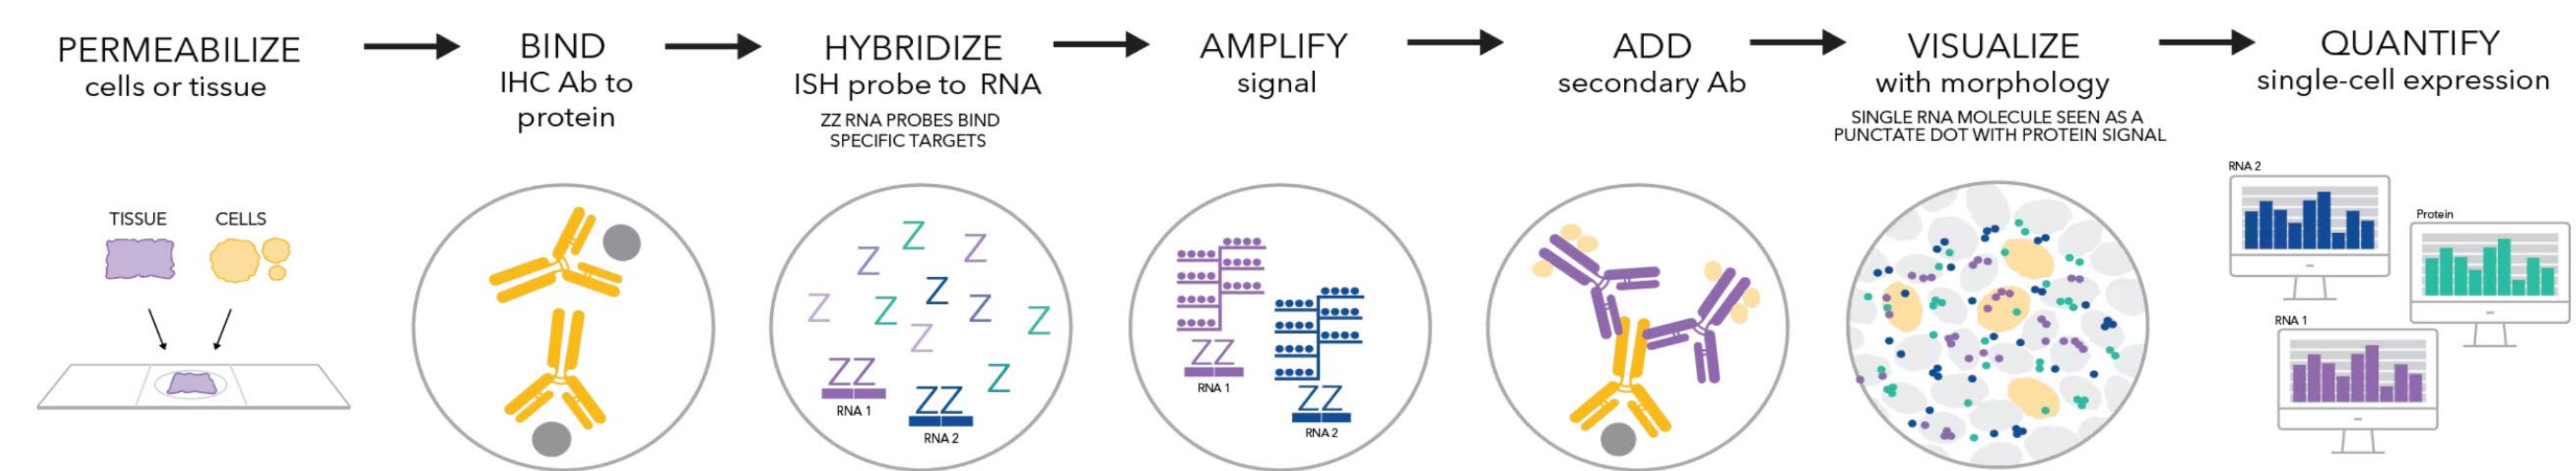 PERMEABILIZE
cells or tissue
BIND
IHC Ab to
protein
HYBRIDIZE
ISH probe to RNA
ZZ RNA PROBES BIND
SPECIFIC TARGETS
AMPLIFY
signal
ADD
secondary Ab
VISUALIZE
with morphology
SINGLE RNA MOLECULE SEEN AS A
PUNCTATE DOT WITH PROTEIN SIGNAL
QUANTIFY
single-cell expression
TISSUE
CELLS
Z
Z
Z
Z
Z
Z
Z
Z
Z
Z
ZZ
RNA 1
ZZ
RNA 2
ZZ
RNA 1
ZZ
RNA 2
RNA 2
Protein
RNA 1